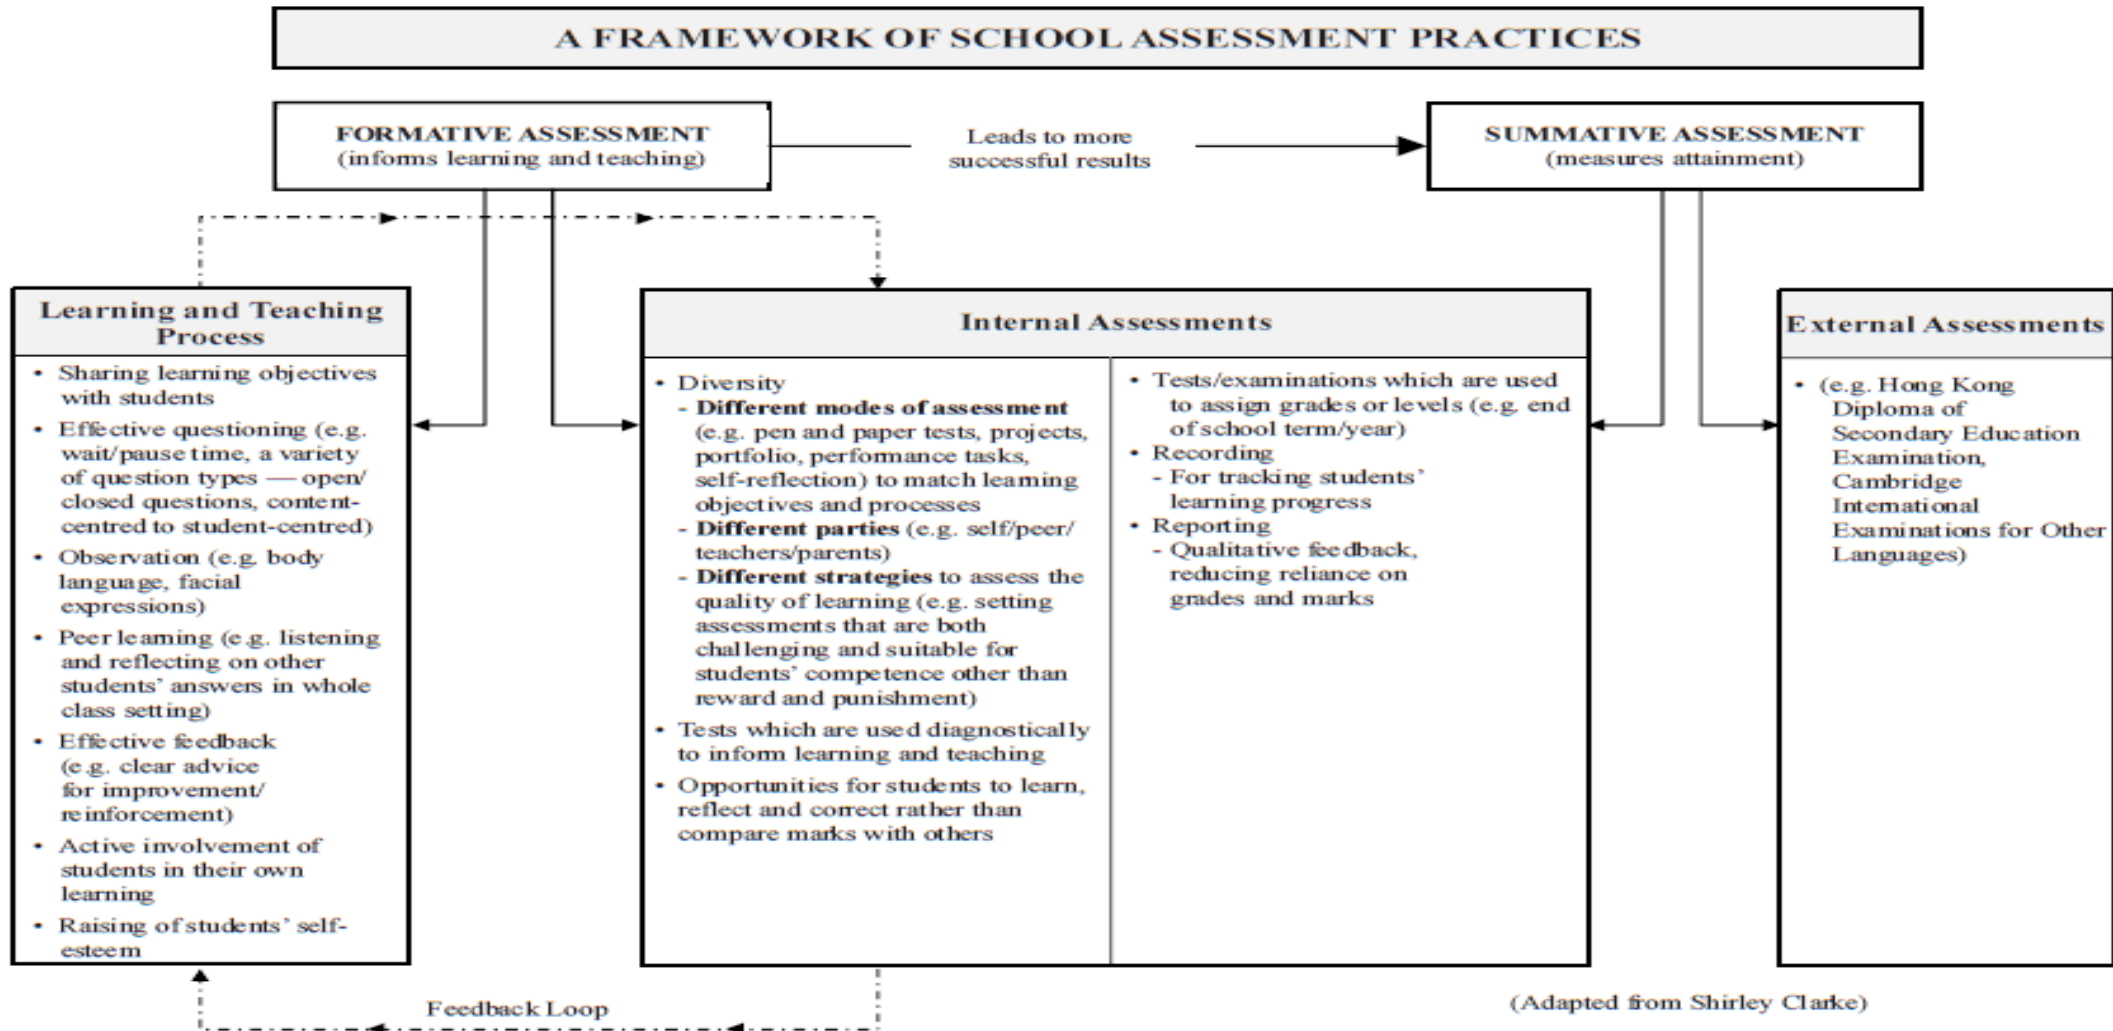 A FRAMEWORK OF SCHOOL ASSESSMENT PRACTICES
FORMATIVE ASSESSMENT
(informs learning and teaching)
Leads to more
successful results
SUMMATIVE ASSESSMENT
(measures attainment)
Learning and Teaching
Process
• Sharing learning objectives
with students
• Effective questioning (e.g.
wait/pause time, a variety
of question types — open/
closed questions, content-
centred to student-centred)
• Observation (e.g. body
language, facial
expressions)
• Peer learning (e.g. listening
and reflecting on other
students’ answers in whole
class setting)
• Effective feedback
(e.g. clear advice
for improvement/
reinforcement)
• Active involvement of
students in their own
learning
• Raising of students’ self-
esteem
Internal Assessments
• Diversity
- Different modes of assessment
(e.g. pen and paper tests, projects,
portfolio, performance tasks,
self-reflection) to match learning
objectives and processes
- Different parties (e.g. self/peer/
teachers/parents)
- Different strategies to assess the
quality of learning (e.g. setting
assessments that are both
challenging and suitable for
students’ competence other than
reward and punishment)
• Tests which are used diagnostically
to inform learning and teaching
• Opportunities for students to learn,
reflect and correct rather than
compare marks with others
• Tests/examinations which are used
to assign grades or levels (e.g. end
of school term/year)
• Recording
- For tracking students’
learning progress
• Reporting
- Qualitative feedback,
reducing reliance on
grades and marks
External Assessments
• (e.g. Hong Kong
Diploma of
Secondary Education
Examination,
Cambridge
International
Examinations for Other
Languages)
Feedback Loop
(Adapted from Shirley Clarke)